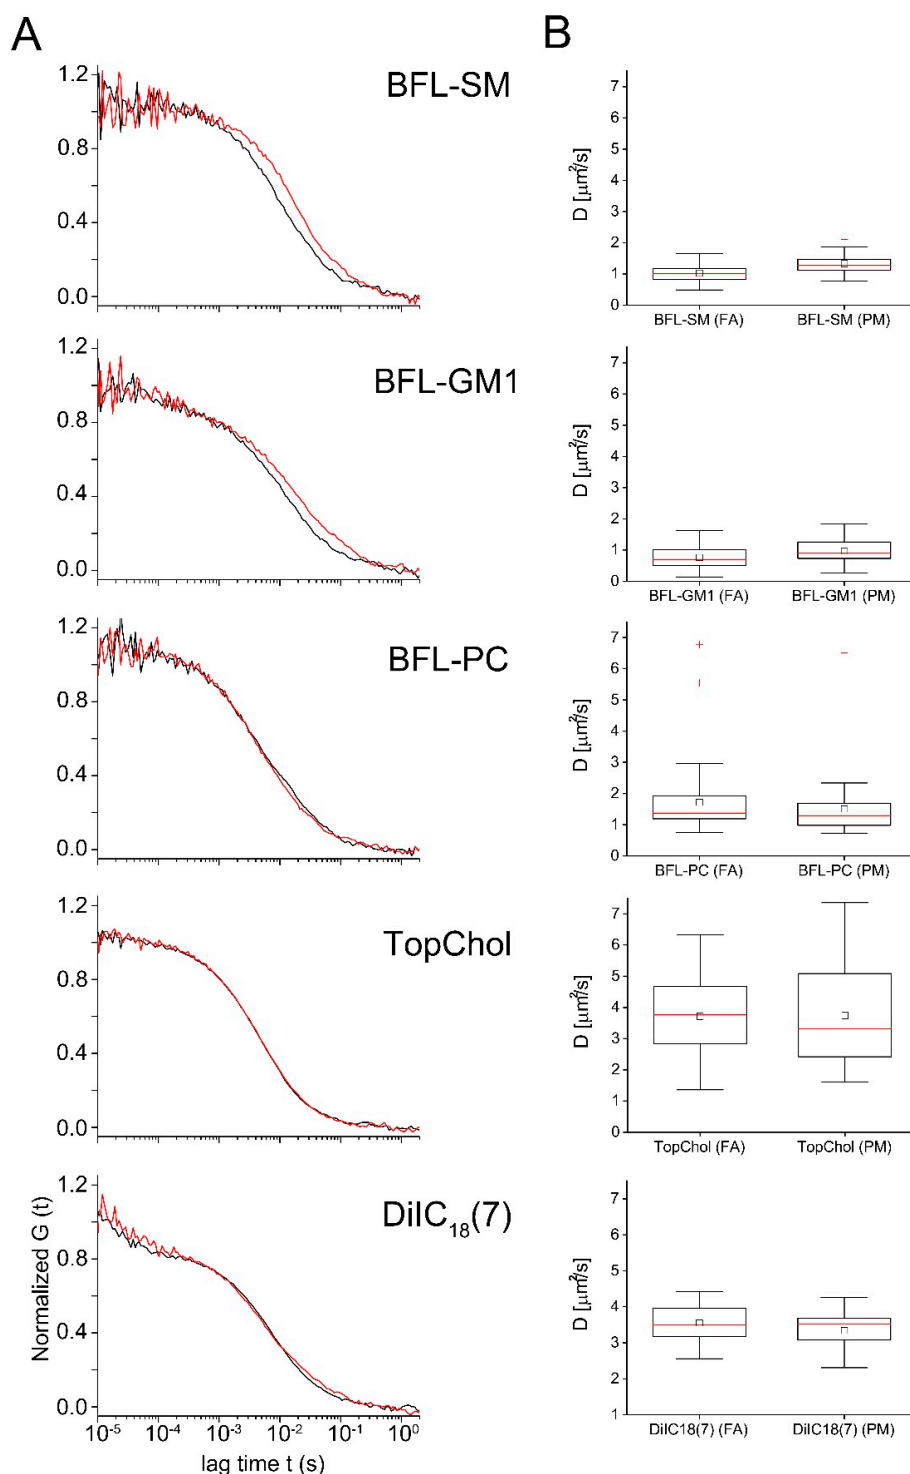 A
B
BFL-SM
1.2
0.8
0.4
0.0
D [μm²/s]
7
6
5
4
3
2
1
0
BFL-SM (FA)
BFL-SM (PM)
BFL-GM1
1.2
0.8
0.4
0.0
D [μm²/s]
7
6
5
4
3
2
1
0
BFL-GM1 (FA)
BFL-GM1 (PM)
BFL-PC
1.2
0.8
0.4
0.0
D [μm²/s]
7
6
5
4
3
2
1
0
BFL-PC (FA)
BFL-PC (PM)
TopChol
1.2
0.8
0.4
0.0
D [μm²/s]
7
6
5
4
3
2
1
0
TopChol (FA)
TopChol (PM)
DiIC₁₈(7)
Normalized G (t)
1.2
0.8
0.4
0.0
10⁻⁵ 10⁻⁴ 10⁻³ 10⁻² 10⁻¹ 10⁰
lag time t (s)
D [μm²/s]
7
6
5
4
3
2
1
DiIC18(7) (FA)
DiIC18(7) (PM)